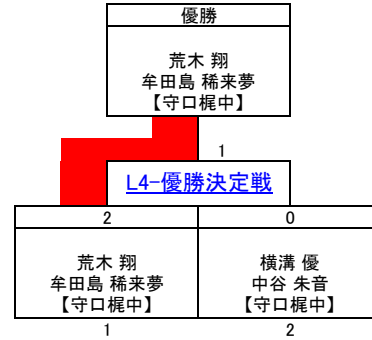 優勝
荒木 翔
牟田島 稀来夢
【守口梶中】
1
L4-優勝決定戦
2 0
荒木 翔 横溝 優
牟田島 稀来夢 中谷 朱音
【守口梶中】 【守口梶中】
1 2